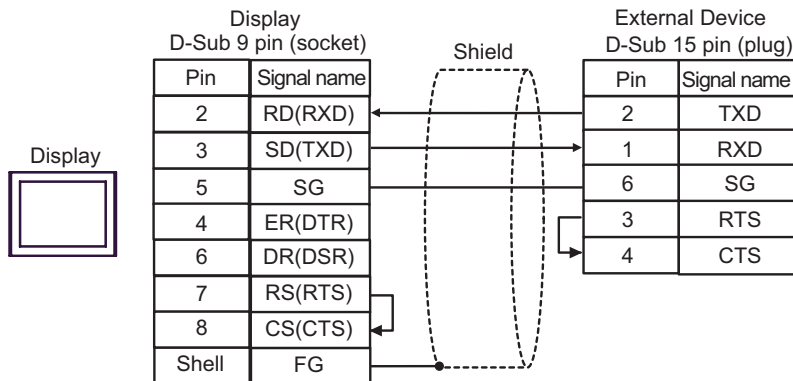 Display
D-Sub 9 pin (socket)
Pin Signal name
2 RD(RXD)
3 SD(TXD)
5 SG
4 ER(DTR)
6 DR(DSR)
7 RS(RTS)
8 CS(CTS)
Shell FG
Display
Shield
External Device
D-Sub 15 pin (plug)
Pin Signal name
2 TXD
1 RXD
6 SG
3 RTS
4 CTS